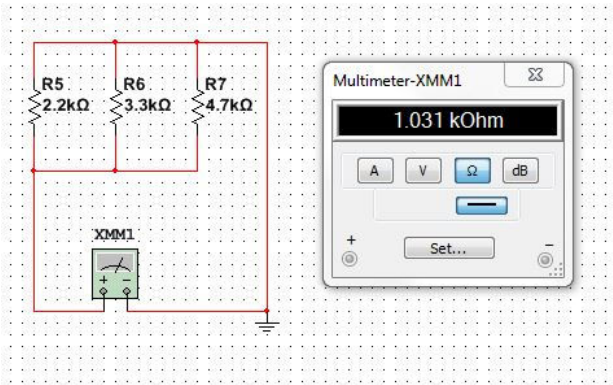 R5
2.2kΩ
R6
3.3kΩ
R7
4.7kΩ
XMM1
+ −
Multimeter-XMM1
1.031 kOhm
A V Ω dB
+ Set... −